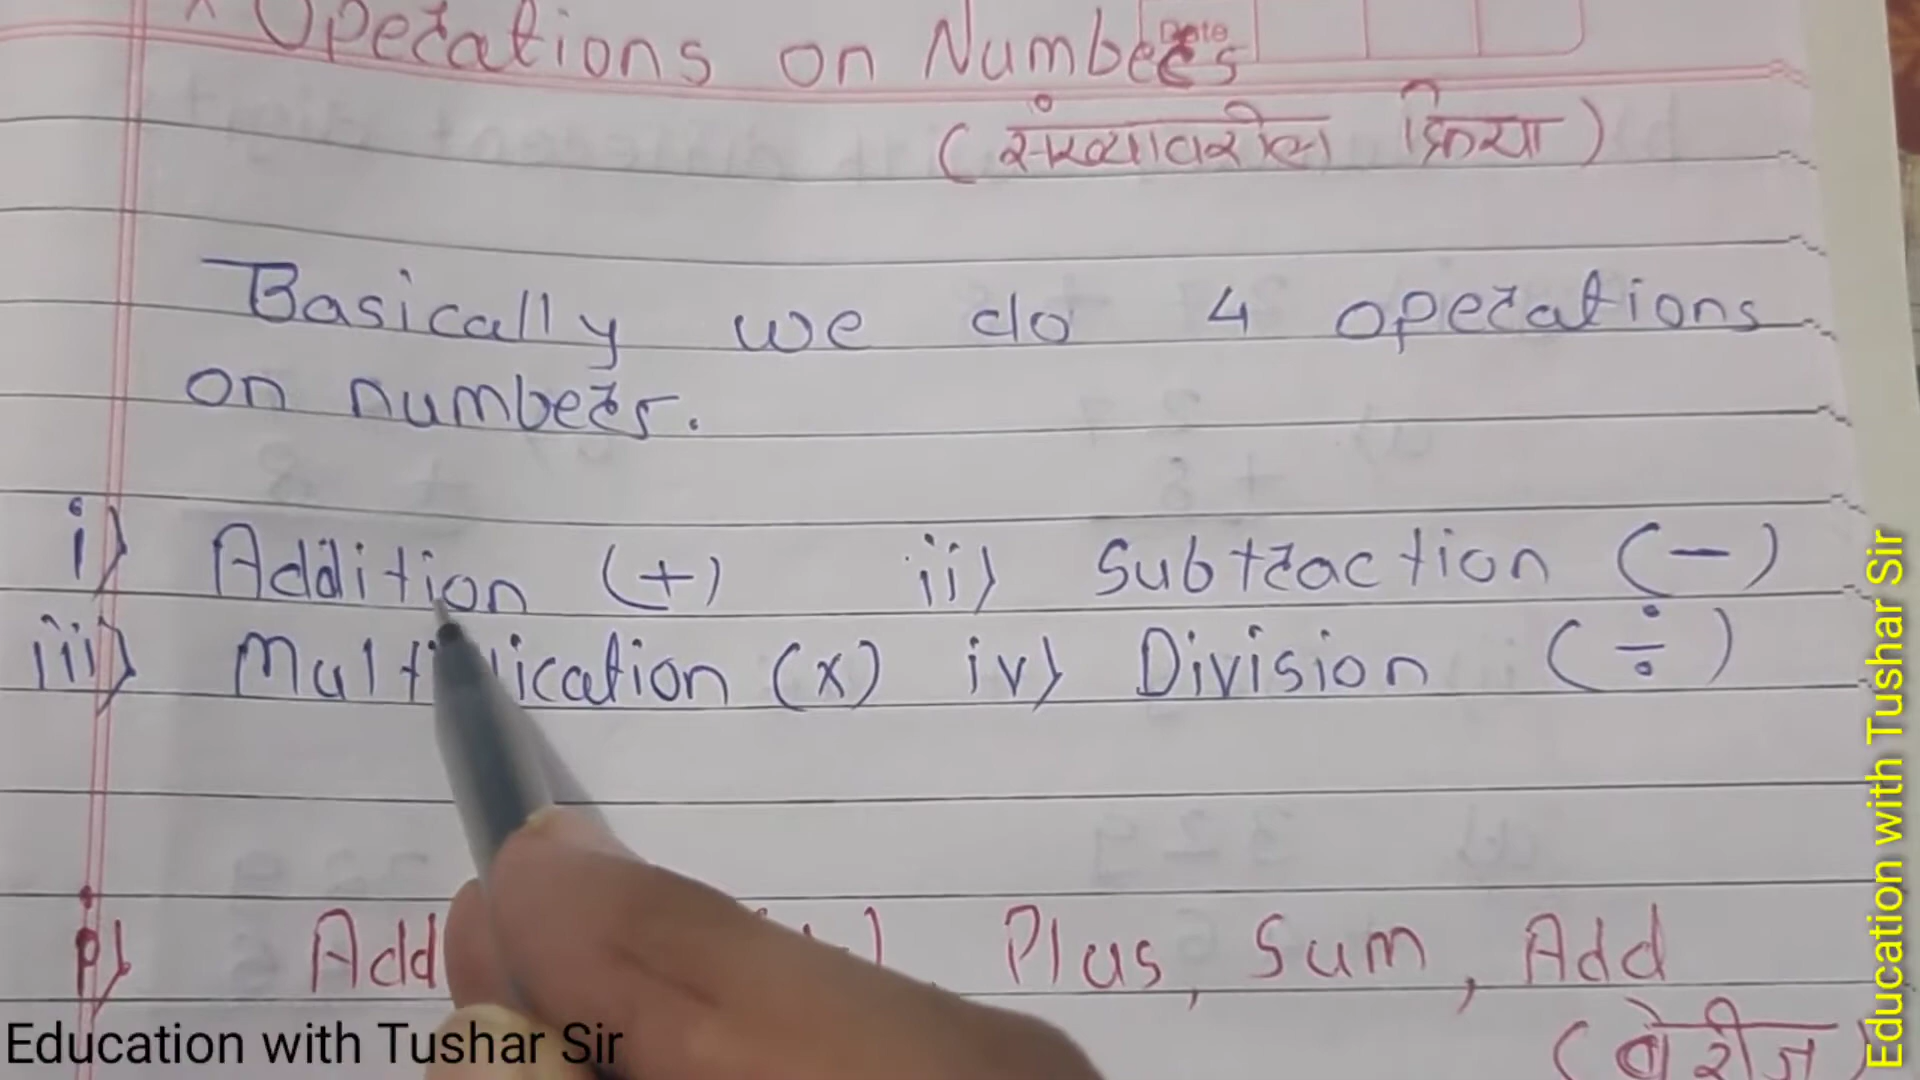 Operations on Numbers
Date
(संख्यावरील क्रिया)
Basically we do 4 operations
on numbers.
i) Addition (+) ii) Subtraction (-)
iii) Multiplication (x) iv) Division (÷)
Add Plus, Sum, Add
(बेरीज)
Education with Tushar Sir
Education with Tushar Sir